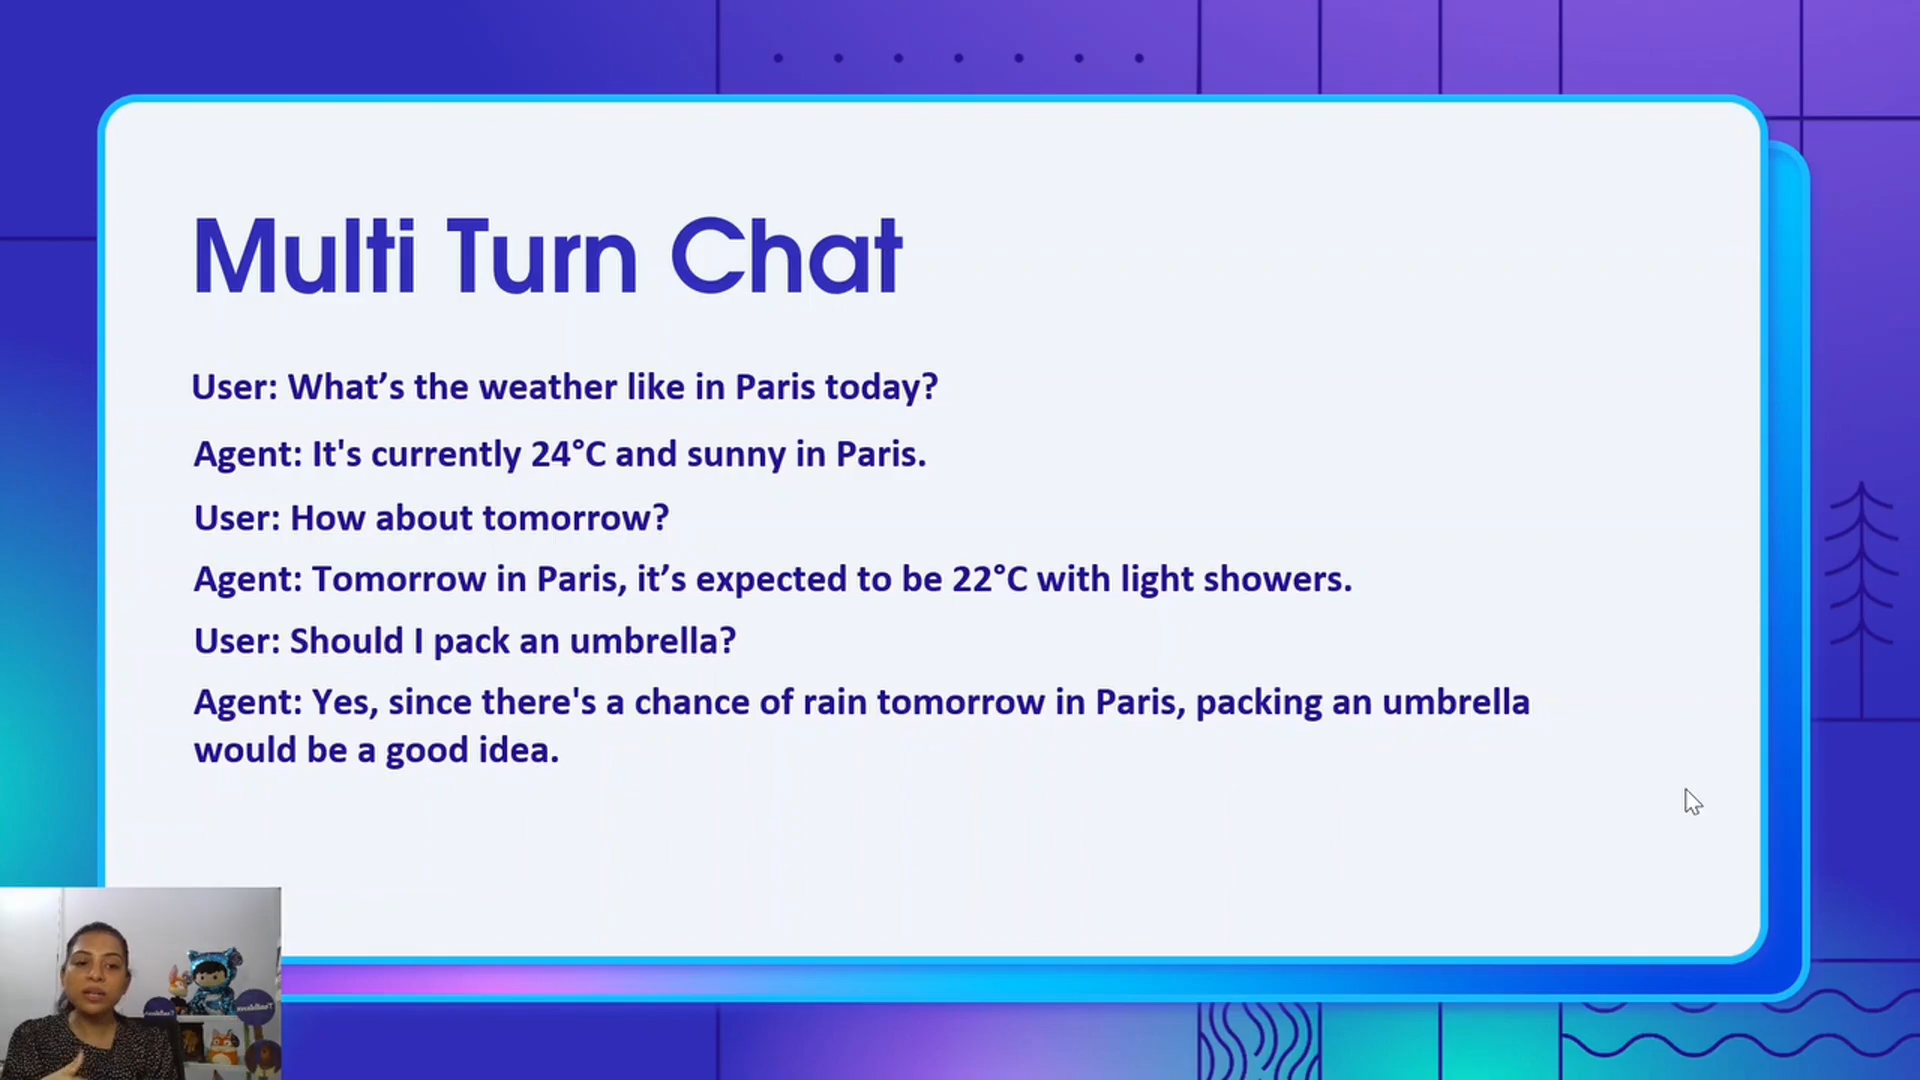 Multi Turn Chat
User: What’s the weather like in Paris today?
Agent: It's currently 24°C and sunny in Paris.
User: How about tomorrow?
Agent: Tomorrow in Paris, it’s expected to be 22°C with light showers.
User: Should I pack an umbrella?
Agent: Yes, since there's a chance of rain tomorrow in Paris, packing an umbrella
would be a good idea.